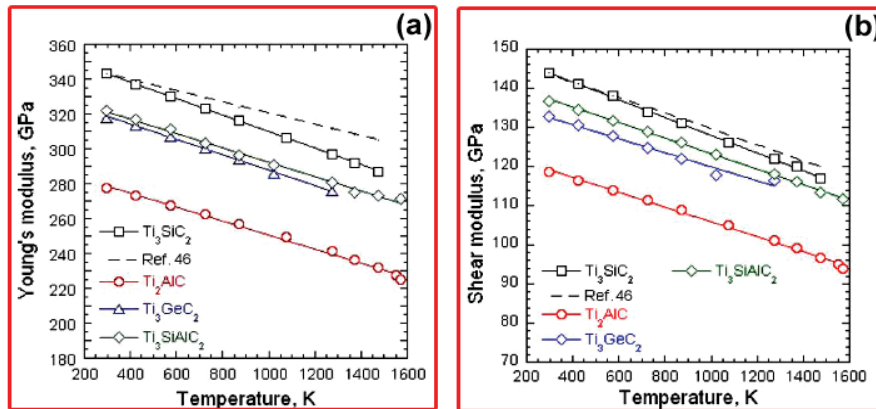 (a)
Young's modulus, GPa
360
340
320
300
280
260
240
220
200
180
Ti₃SiC₂
Ref. 46
Ti₂AlC
Ti₃GeC₂
Ti₃SiAlC₂
200 400 600 800 1000 1200 1400 1600
Temperature, K
(b)
Shear modulus, GPa
150
140
130
120
110
100
90
80
70
Ti₃SiC₂ Ti₃SiAlC₂
Ref. 46
Ti₂AlC
Ti₃GeC₂
200 400 600 800 1000 1200 1400 1600
Temperature, K